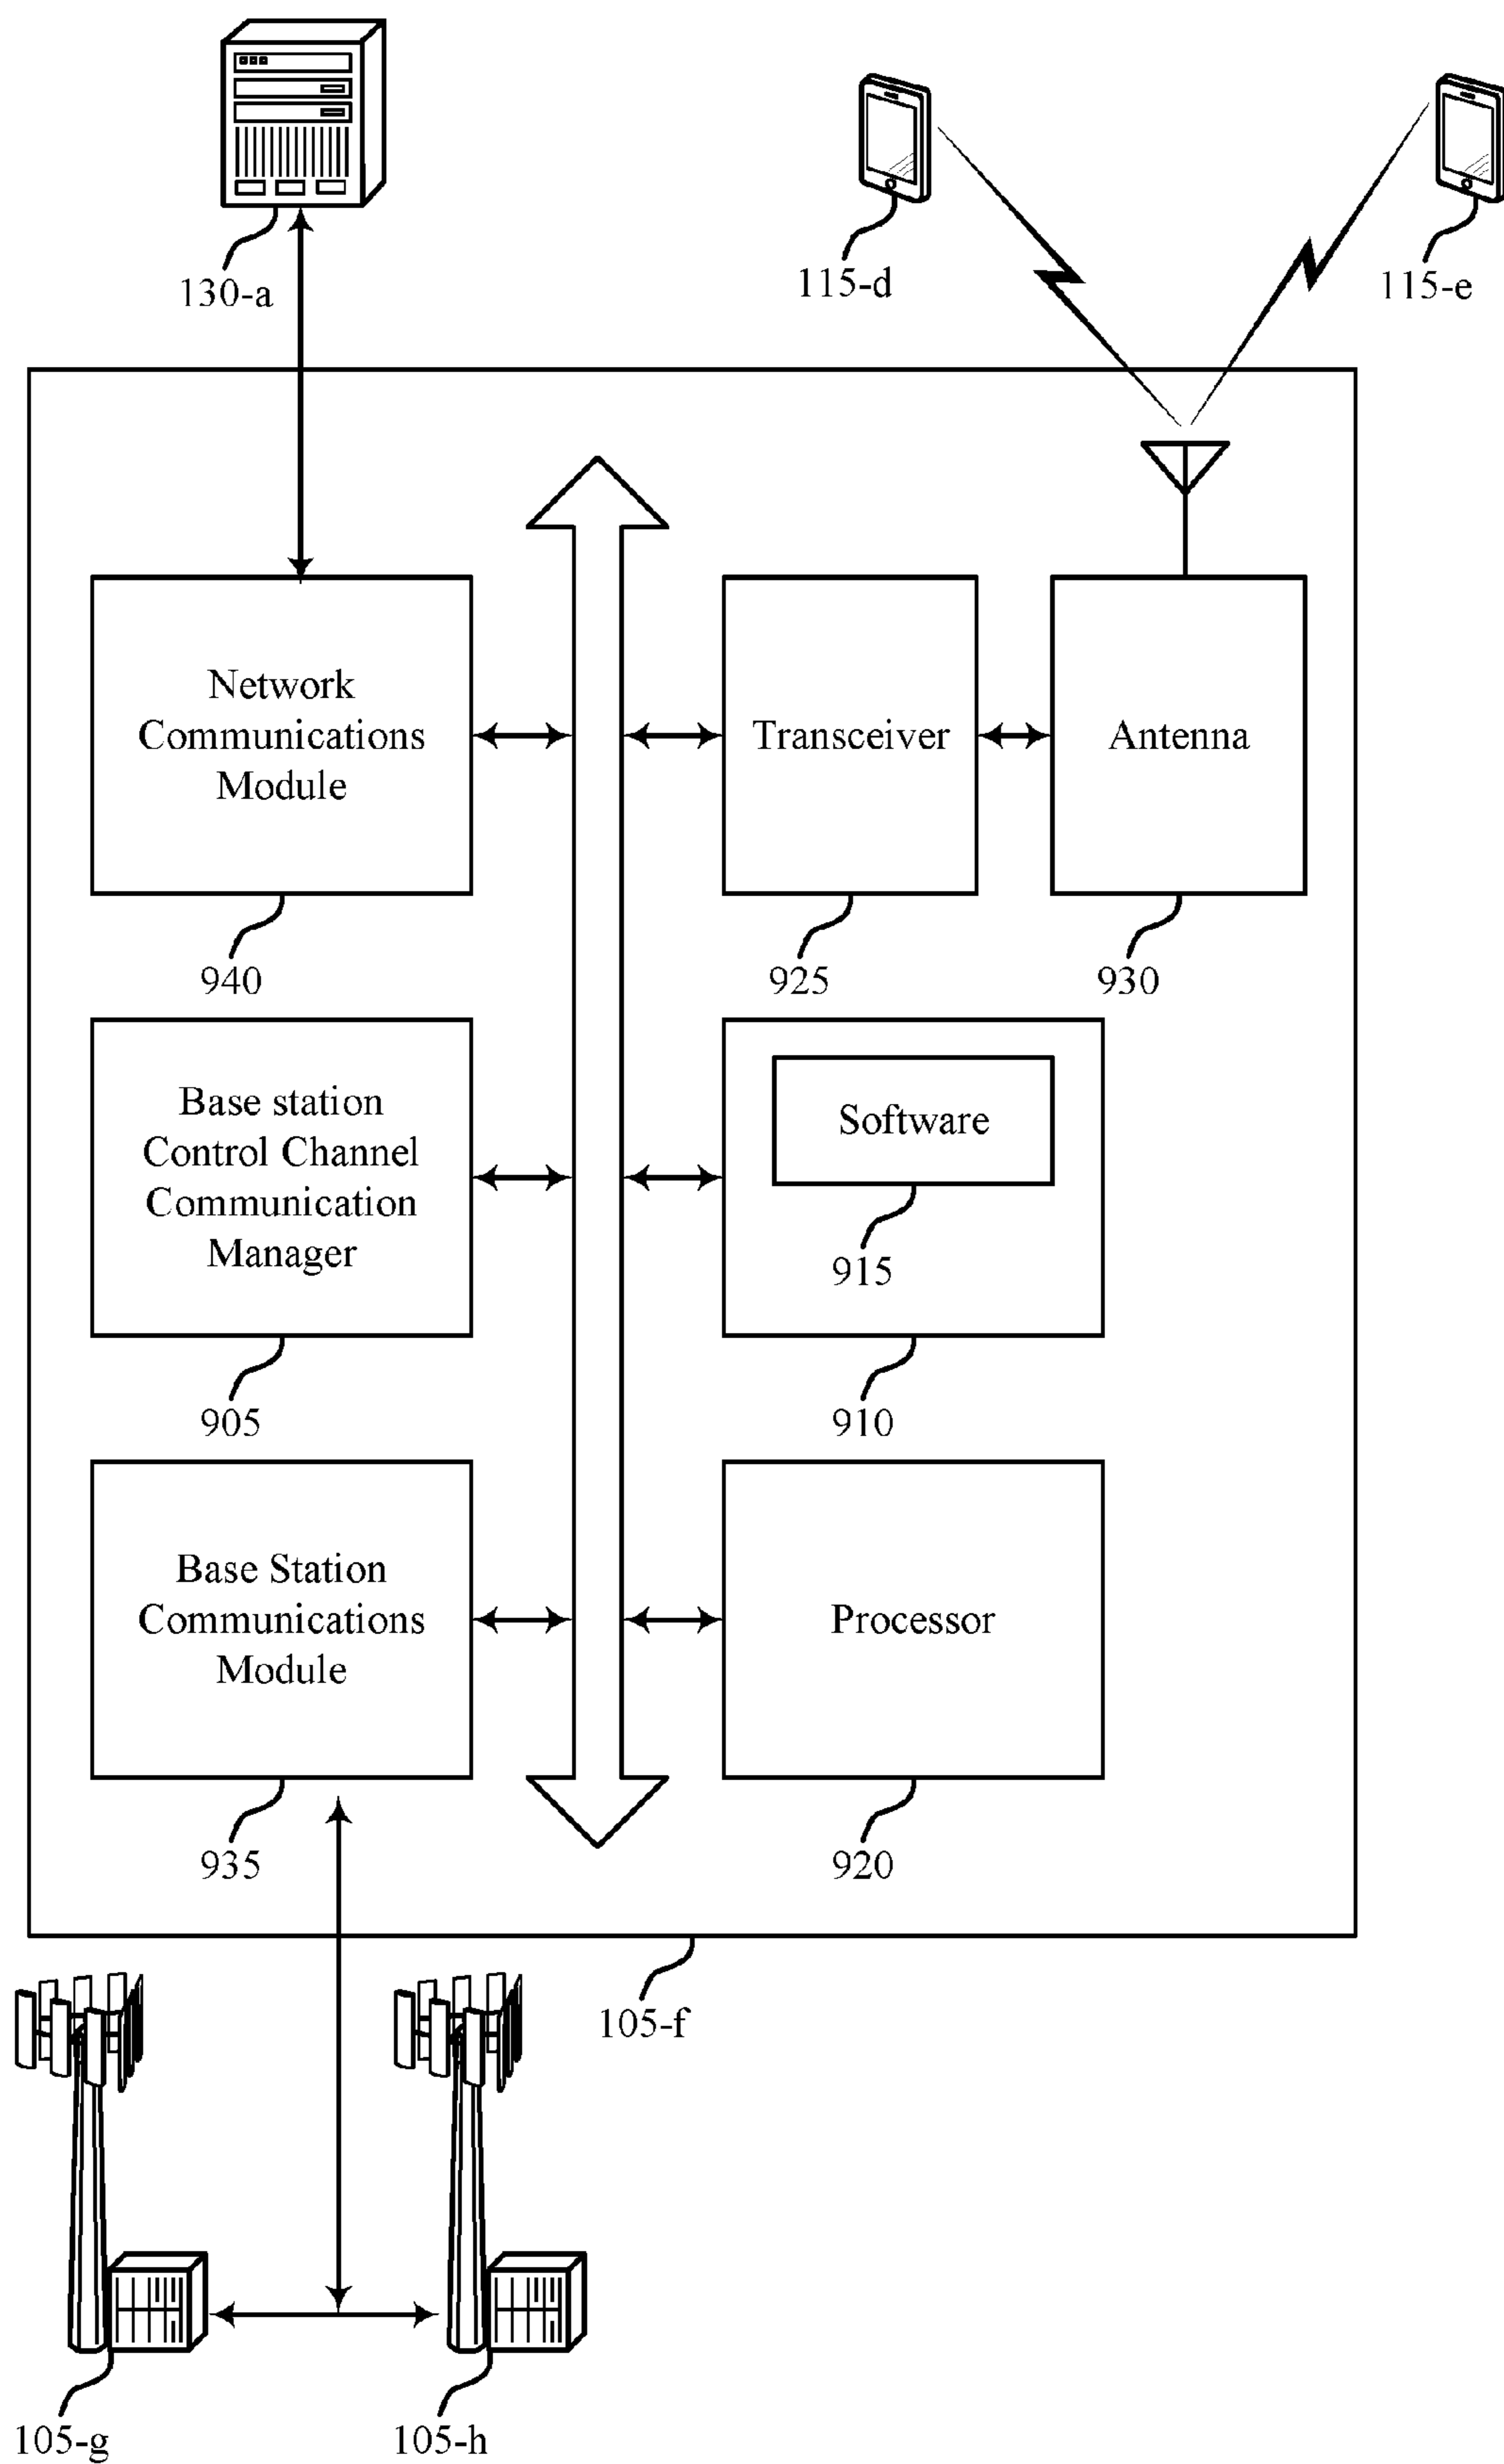 130-a
115-d
115-e
Network
Communications
Module
Transceiver
Antenna
940
925
930
Base station
Control Channel
Communication
Manager
Software
915
905
910
Base Station
Communications
Module
Processor
935
920
105-f
105-g
105-h